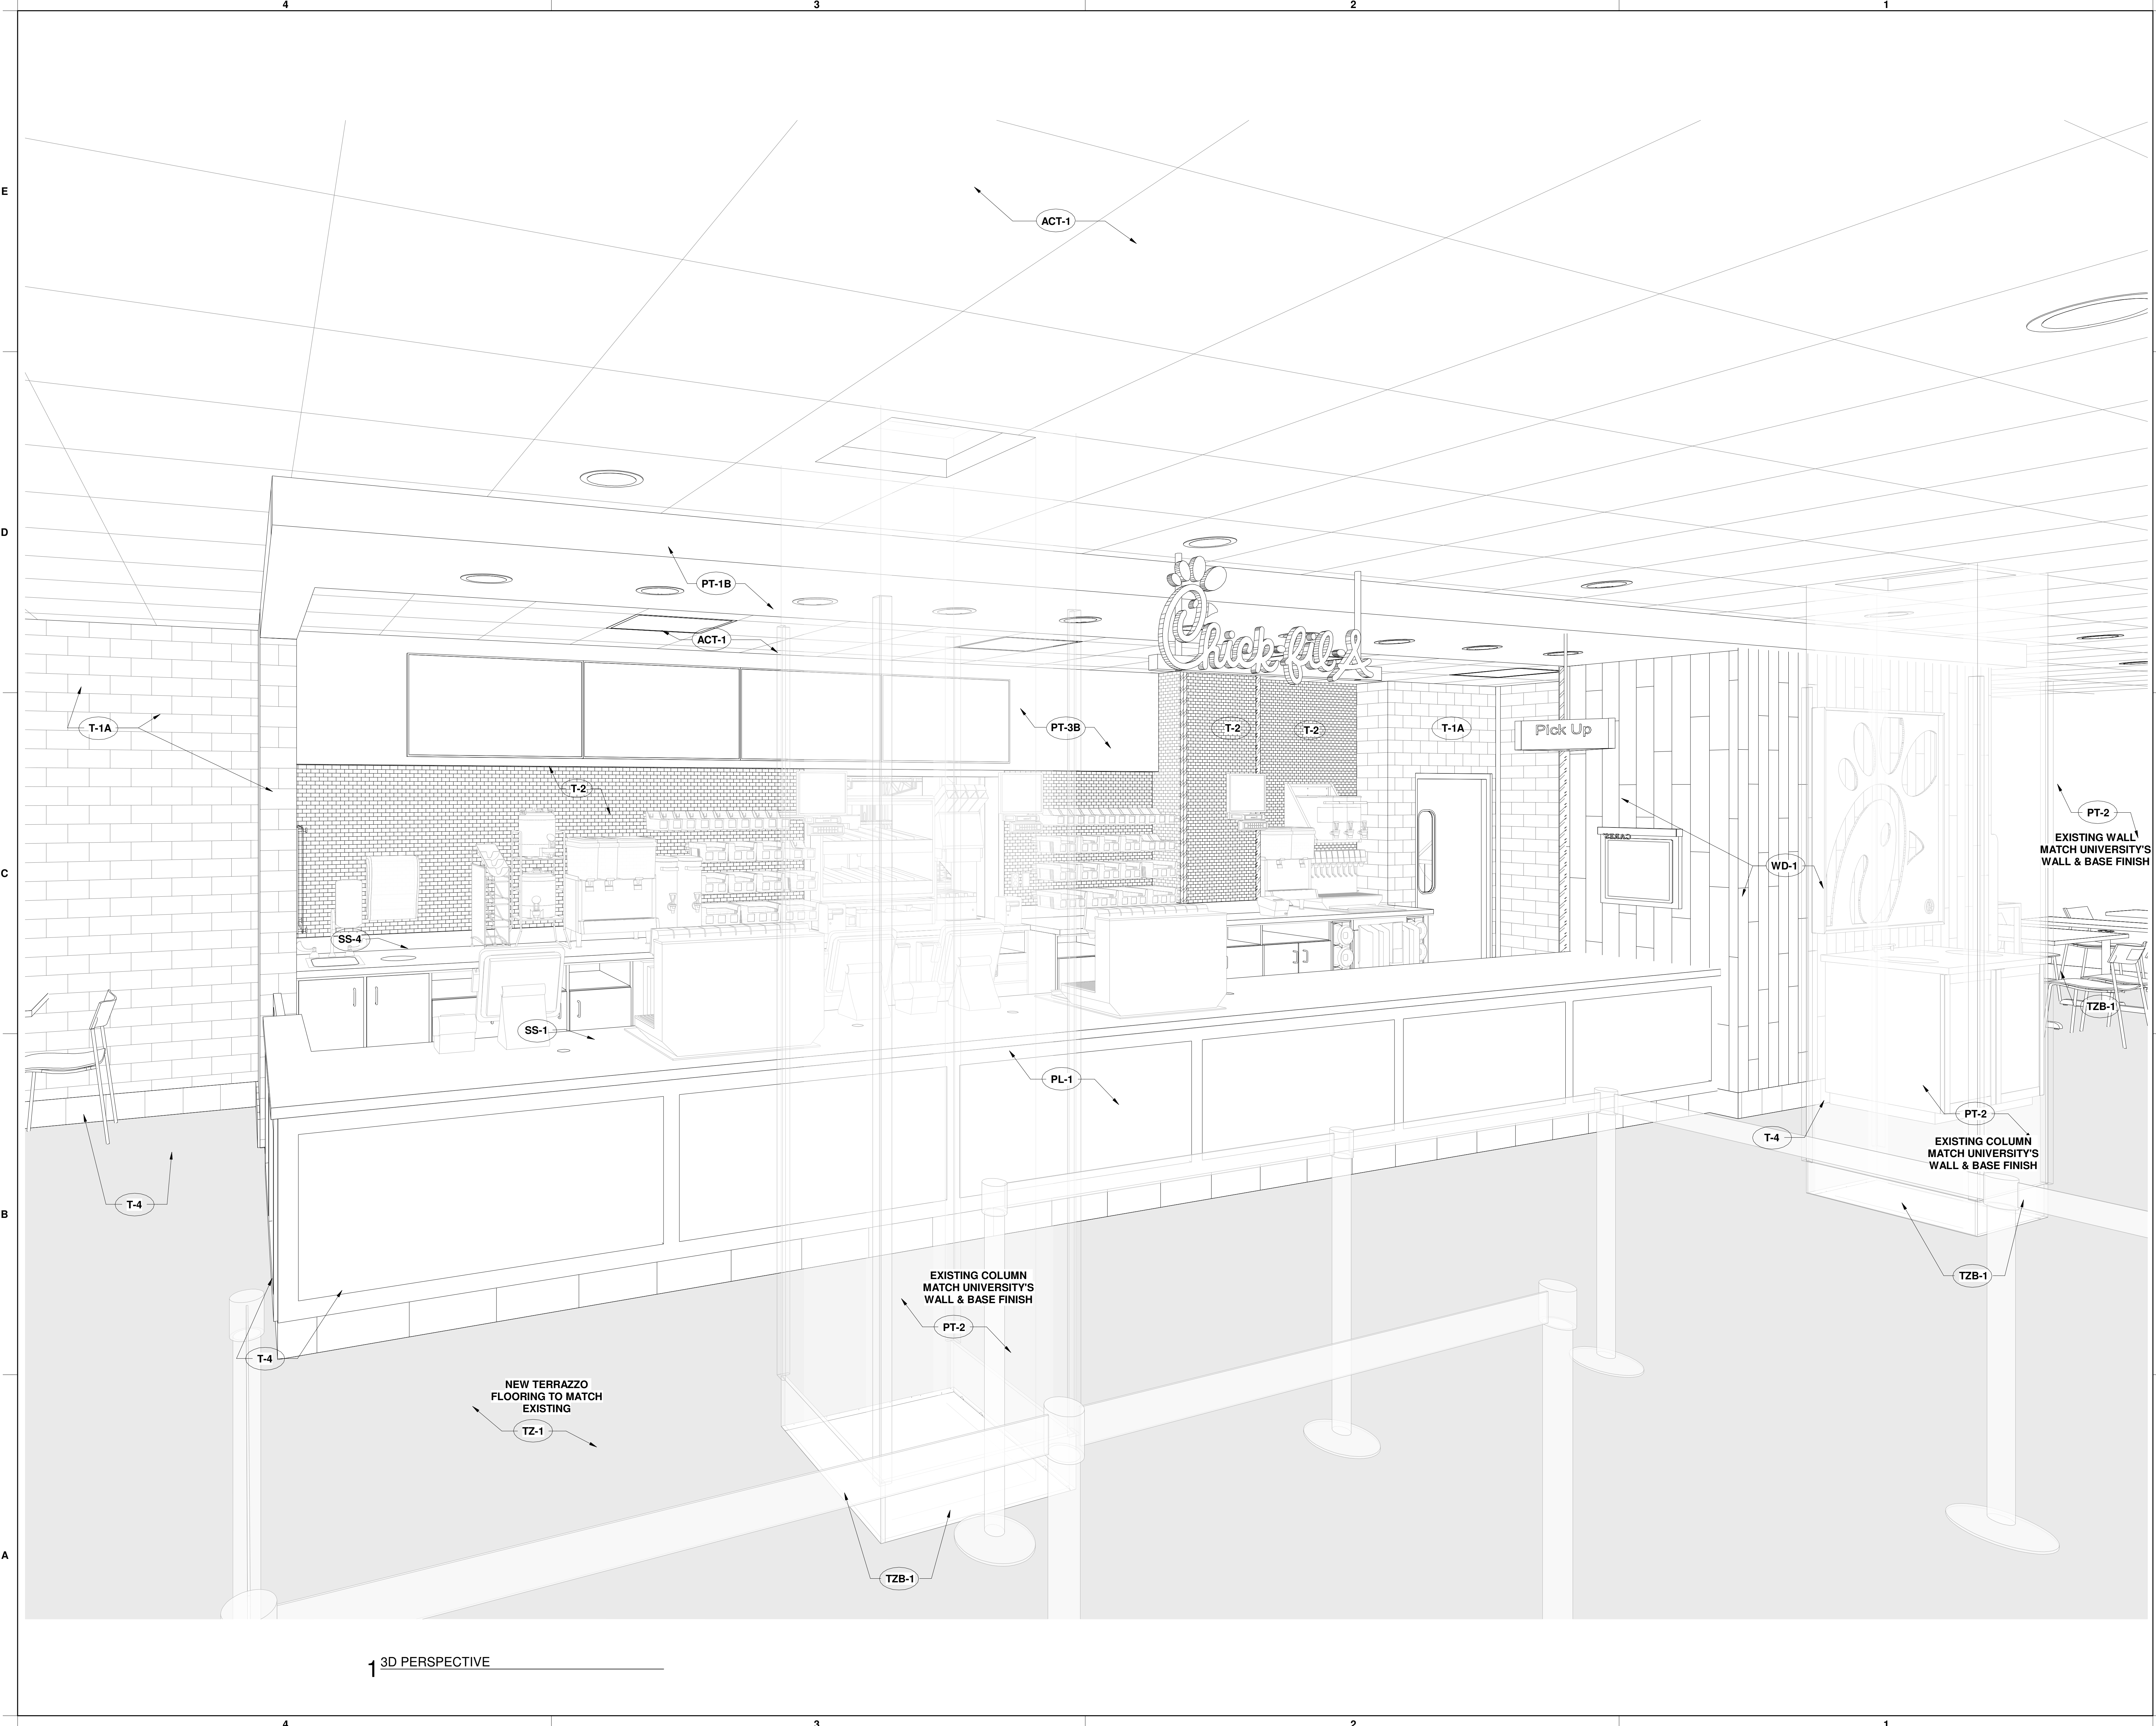 4 3 2 1
E
ACT-1
D
PT-1B
ACT-1
Chick-fil-A
T-1A
PT-3B
T-2
T-2
T-1A
Pick Up
T-2
PT-2
EXISTING WALL
MATCH UNIVERSITY'S
WALL & BASE FINISH
CARES
WD-1
C
SS-4
TZB-1
SS-1
PL-1
PT-2
EXISTING COLUMN
MATCH UNIVERSITY'S
WALL & BASE FINISH
T-4
T-4
B
TZB-1
EXISTING COLUMN
MATCH UNIVERSITY'S
WALL & BASE FINISH
PT-2
T-4
NEW TERRAZZO
FLOORING TO MATCH
EXISTING
TZ-1
A
TZB-1
1 3D PERSPECTIVE
4 3 2 1